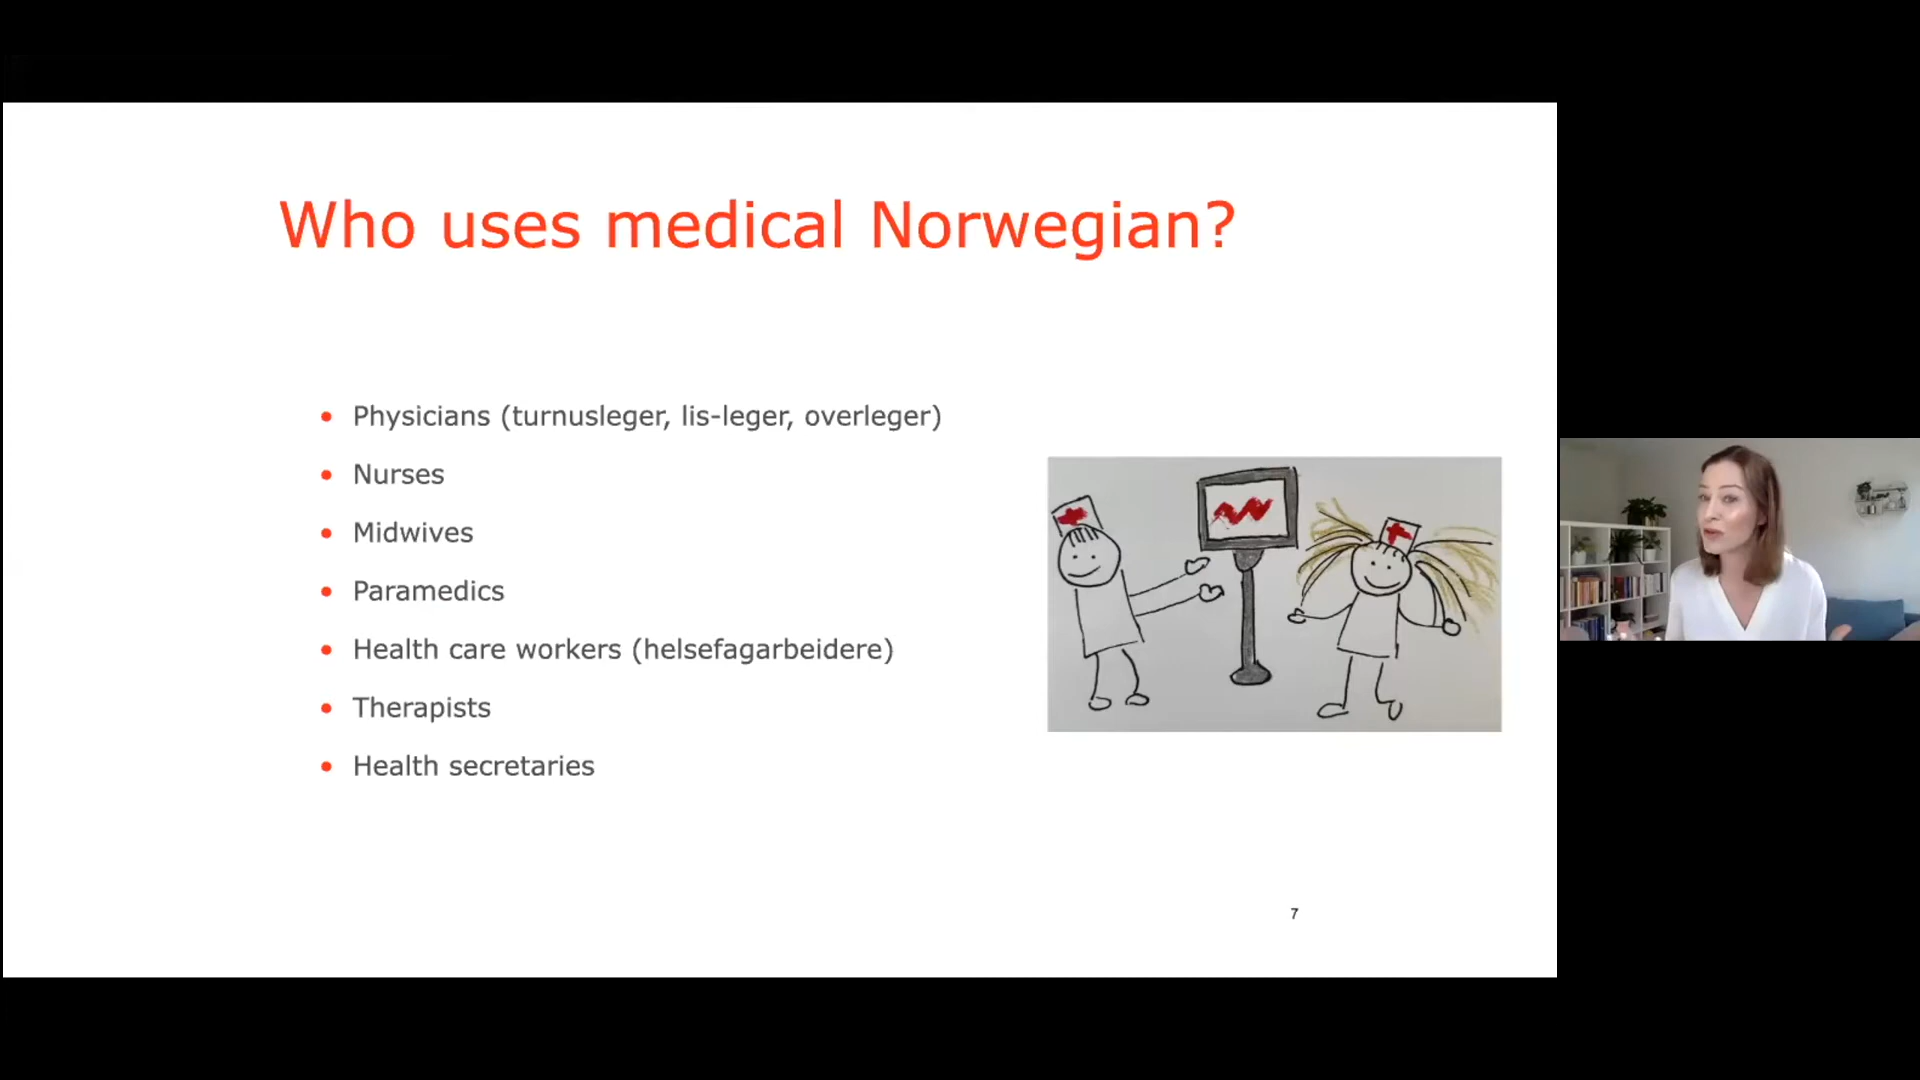 Who uses medical Norwegian?
Physicians (turnusleger, lis-leger, overleger)
Nurses
Midwives
Paramedics
Health care workers (helsefagarbeidere)
Therapists
Health secretaries
7